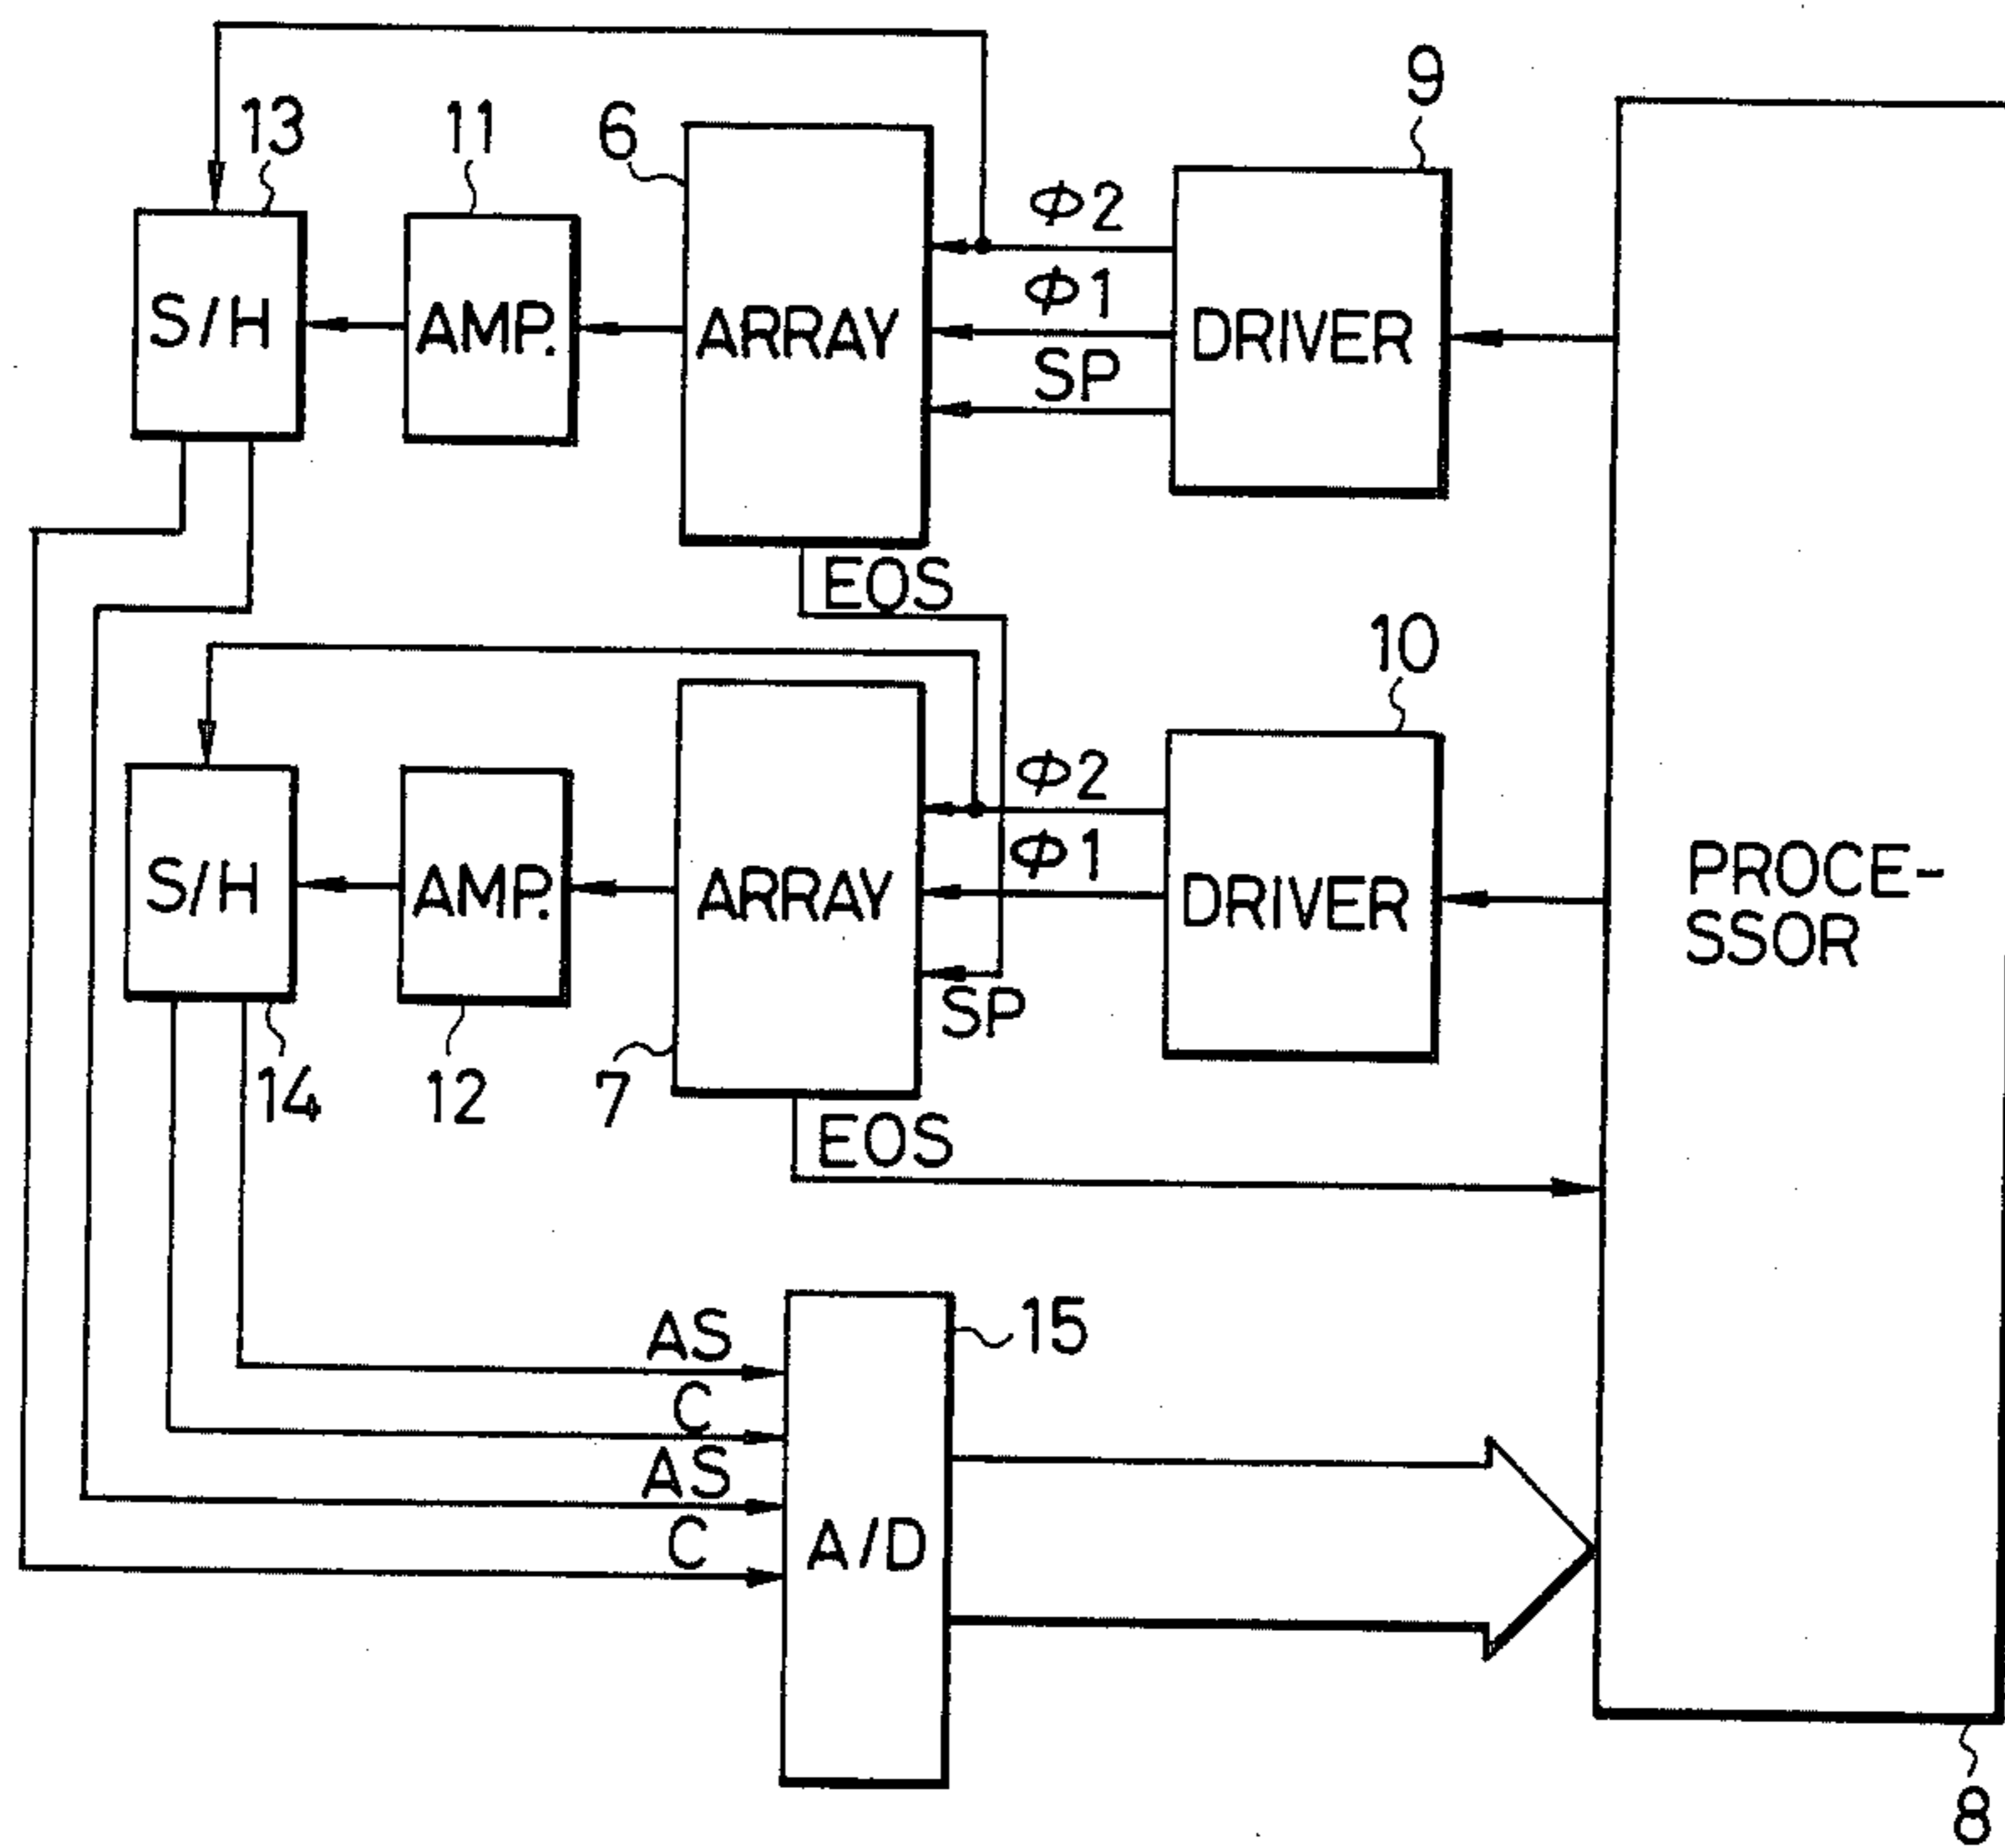 13
11
6
9
Φ2
Φ1
SP
S/H
AMP.
ARRAY
DRIVER
EOS
10
Φ2
Φ1
SP
S/H
AMP.
ARRAY
DRIVER
PROCE-
SSOR
14
12
7
EOS
AS
C
AS
C
15
A/D
8